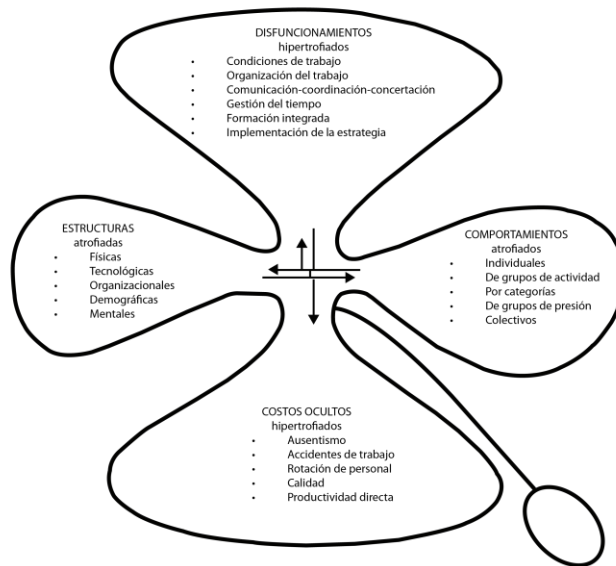 DISFUNCIONAMIENTOS
hipertrofiados
• Condiciones de trabajo
• Organización del trabajo
• Comunicación-coordinación-concertación
• Gestión del tiempo
• Formación integrada
• Implementación de la estrategia
ESTRUCTURAS
atrofiadas
• Físicas
• Tecnológicas
• Organizacionales
• Demográficas
• Mentales
COMPORTAMIENTOS
atrofiados
• Individuales
• De grupos de actividad
• Por categorías
• De grupos de presión
• Colectivos
COSTOS OCULTOS
hipertrofiados
• Ausentismo
• Accidentes de trabajo
• Rotación de personal
• Calidad
• Productividad directa